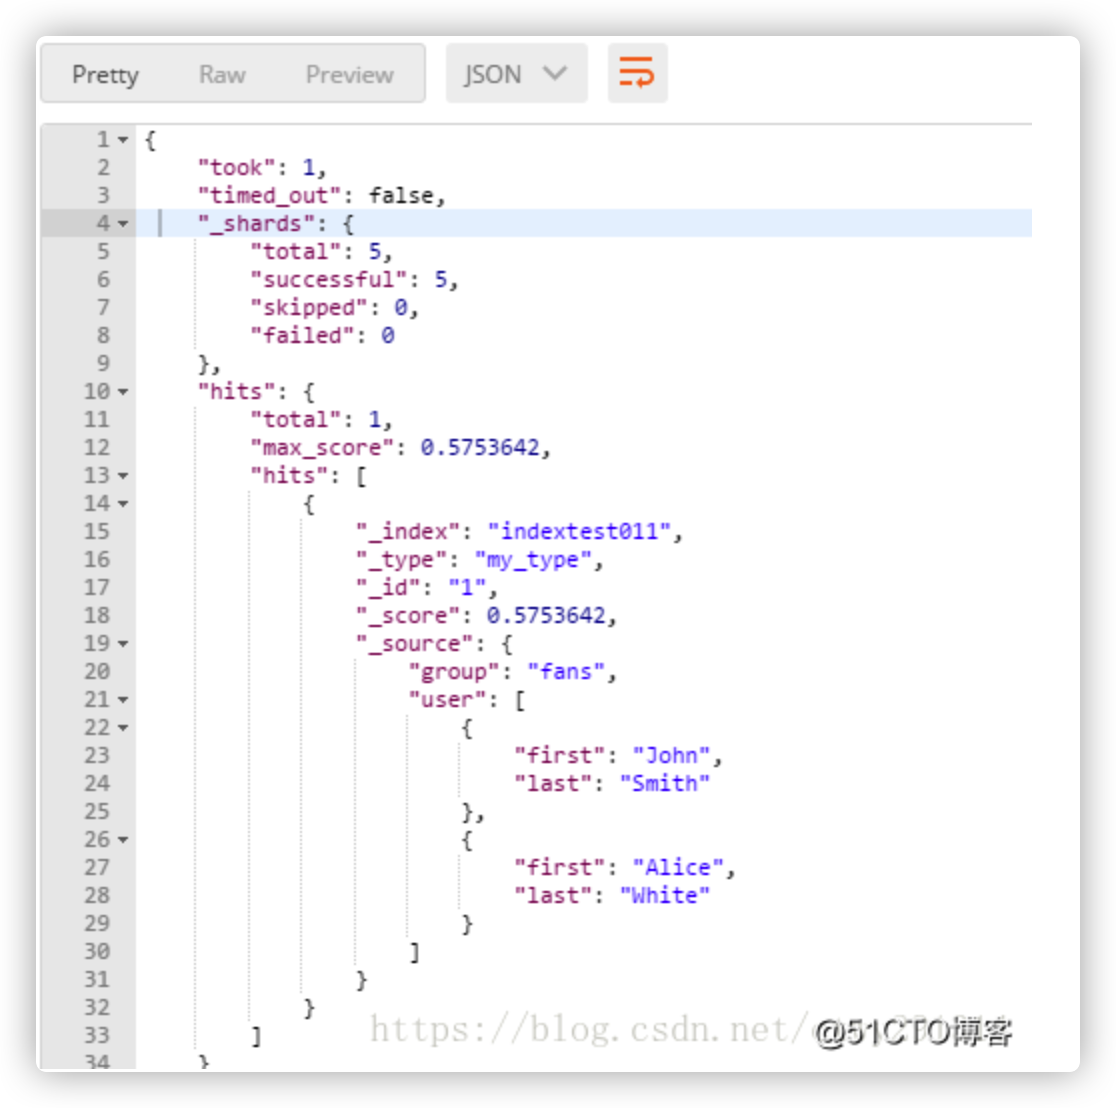 Pretty Raw Preview JSON
1 {
2 "took": 1,
3 "timed_out": false,
4 "_shards": {
5 "total": 5,
6 "successful": 5,
7 "skipped": 0,
8 "failed": 0
9 },
10 "hits": {
11 "total": 1,
12 "max_score": 0.5753642,
13 "hits": [
14 {
15 "_index": "indextest011",
16 "_type": "my_type",
17 "_id": "1",
18 "_score": 0.5753642,
19 "_source": {
20 "group": "fans",
21 "user": [
22 {
23 "first": "John",
24 "last": "Smith"
25 },
26 {
27 "first": "Alice",
28 "last": "White"
29 }
30 ]
31 }
32 }
33 ]
34 }
https://blog.csdn.net/
@51CTO博客